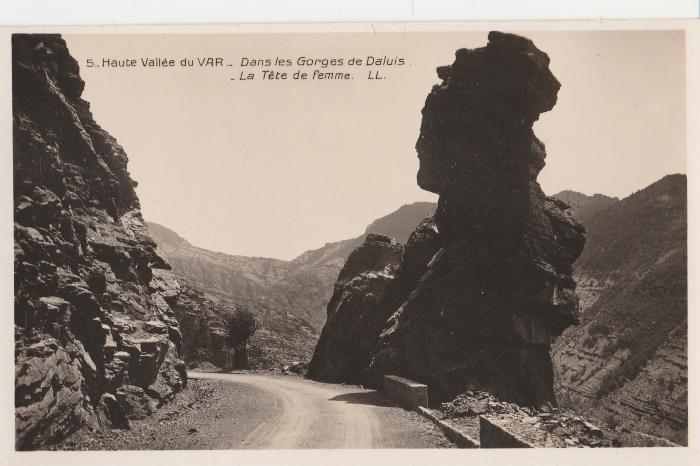 5._ Haute Vallée du VAR._ Dans les Gorges de Daluis.
_ La Tête de femme. LL.